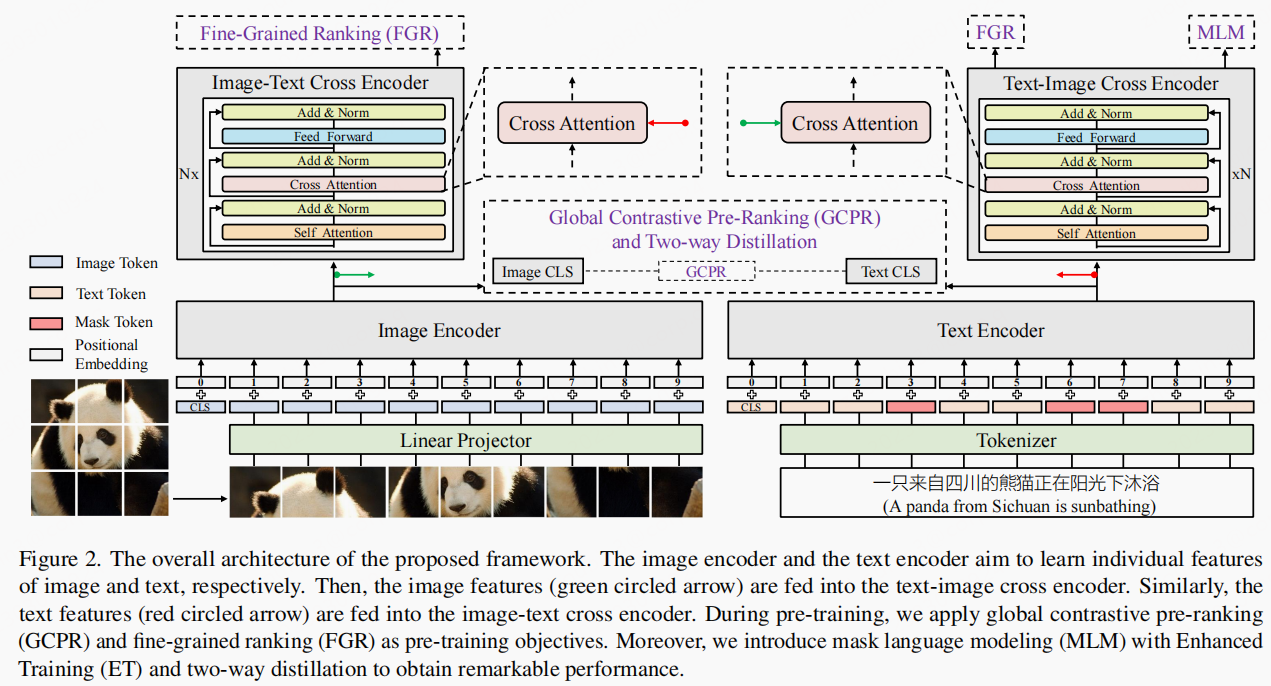 Fine-Grained Ranking (FGR)
FGR
MLM
Image-Text Cross Encoder
Add & Norm
Feed Forward
Add & Norm
Cross Attention
Add & Norm
Self Attention
Nx
Cross Attention
Cross Attention
Text-Image Cross Encoder
Add & Norm
Feed Forward
Add & Norm
Cross Attention
Add & Norm
Self Attention
xN
Global Contrastive Pre-Ranking (GCPR)
and Two-way Distillation
Image CLS
GCPR
Text CLS
Image Token
Text Token
Mask Token
Positional
Embedding
Image Encoder
Text Encoder
0 1 2 3 4 5 6 7 8 9
0 1 2 3 4 5 6 7 8 9
CLS
CLS
Linear Projector
Tokenizer
一只来自四川的熊猫正在阳光下沐浴
(A panda from Sichuan is sunbathing)
Figure 2. The overall architecture of the proposed framework. The image encoder and the text encoder aim to learn individual features
of image and text, respectively. Then, the image features (green circled arrow) are fed into the text-image cross encoder. Similarly, the
text features (red circled arrow) are fed into the image-text cross encoder. During pre-training, we apply global contrastive pre-ranking
(GCPR) and fine-grained ranking (FGR) as pre-training objectives. Moreover, we introduce mask language modeling (MLM) with Enhanced
Training (ET) and two-way distillation to obtain remarkable performance.